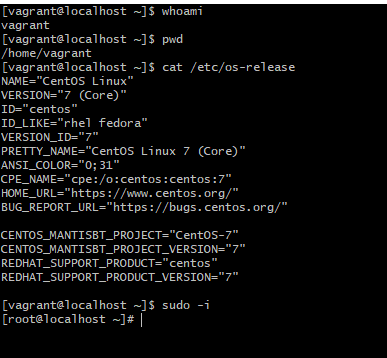 [vagrant@localhost ~]$ whoami
vagrant
[vagrant@localhost ~]$ pwd
/home/vagrant
[vagrant@localhost ~]$ cat /etc/os-release
NAME="CentOS Linux"
VERSION="7 (Core)"
ID="centos"
ID_LIKE="rhel fedora"
VERSION_ID="7"
PRETTY_NAME="CentOS Linux 7 (Core)"
ANSI_COLOR="0;31"
CPE_NAME="cpe:/o:centos:centos:7"
HOME_URL="https://www.centos.org/"
BUG_REPORT_URL="https://bugs.centos.org/"

CENTOS_MANTISBT_PROJECT="CentOS-7"
CENTOS_MANTISBT_PROJECT_VERSION="7"
REDHAT_SUPPORT_PRODUCT="centos"
REDHAT_SUPPORT_PRODUCT_VERSION="7"

[vagrant@localhost ~]$ sudo -i
[root@localhost ~]#